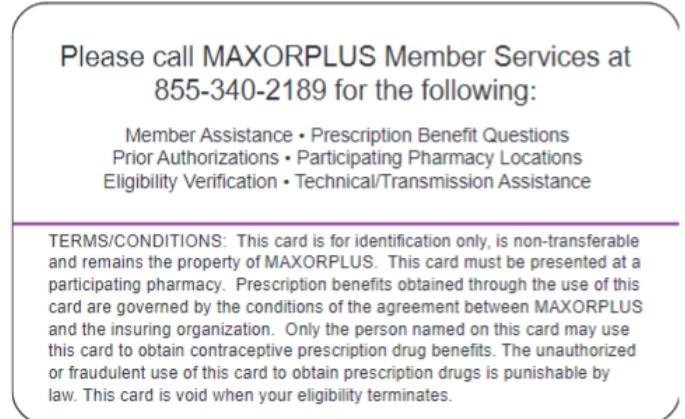 Please call MAXORPLUS Member Services at
855-340-2189 for the following:
Member Assistance • Prescription Benefit Questions
Prior Authorizations • Participating Pharmacy Locations
Eligibility Verification • Technical/Transmission Assistance
TERMS/CONDITIONS: This card is for identification only, is non-transferable
and remains the property of MAXORPLUS. This card must be presented at a
participating pharmacy. Prescription benefits obtained through the use of this
card are governed by the conditions of the agreement between MAXORPLUS
and the insuring organization. Only the person named on this card may use
this card to obtain contraceptive prescription drug benefits. The unauthorized
or fraudulent use of this card to obtain prescription drugs is punishable by
law. This card is void when your eligibility terminates.